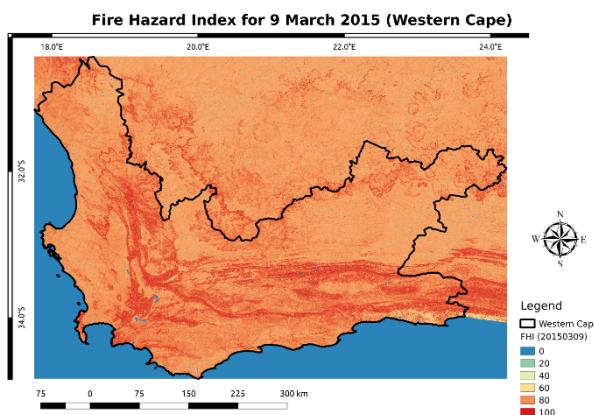 Fire Hazard Index for 9 March 2015 (Western Cape)
18.0°E 20.0°E 22.0°E 24.0°E
32.0°S
34.0°S
N
W E
S
Legend
Western Cap
FHI (20150309)
0
20
40
60
80
100
75 0 75 150 225 300 km